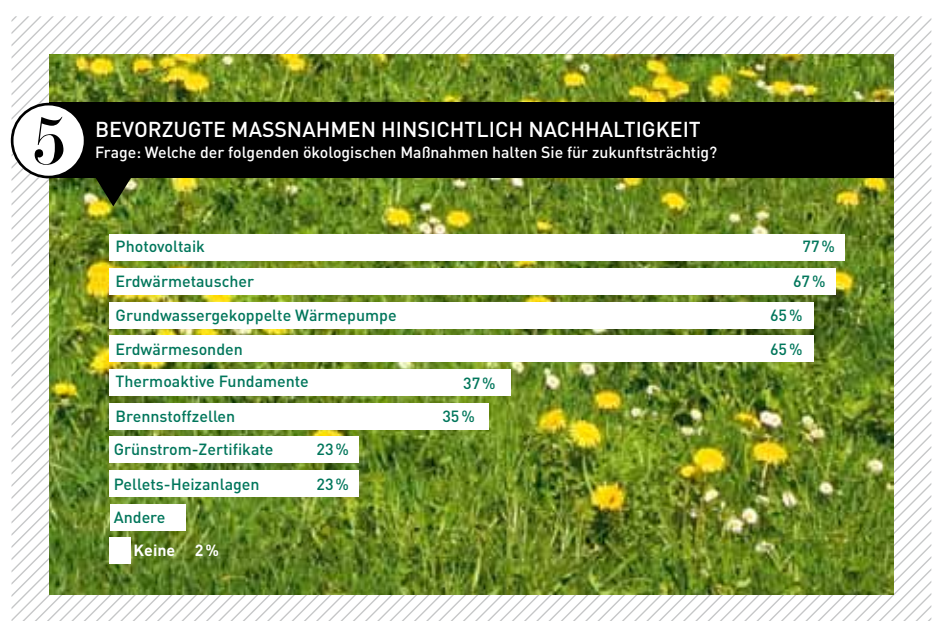 5
BEVORZUGTE MASSNAHMEN HINSICHTLICH NACHHALTIGKEIT
Frage: Welche der folgenden ökologischen Maßnahmen halten Sie für zukunftsträchtig?
Photovoltaik 77%
Erdwärmetauscher 67%
Grundwassergekoppelte Wärmepumpe 65%
Erdwärmesonden 65%
Thermoaktive Fundamente 37%
Brennstoffzellen 35%
Grünstrom-Zertifikate 23%
Pellets-Heizanlagen 23%
Andere
Keine 2%